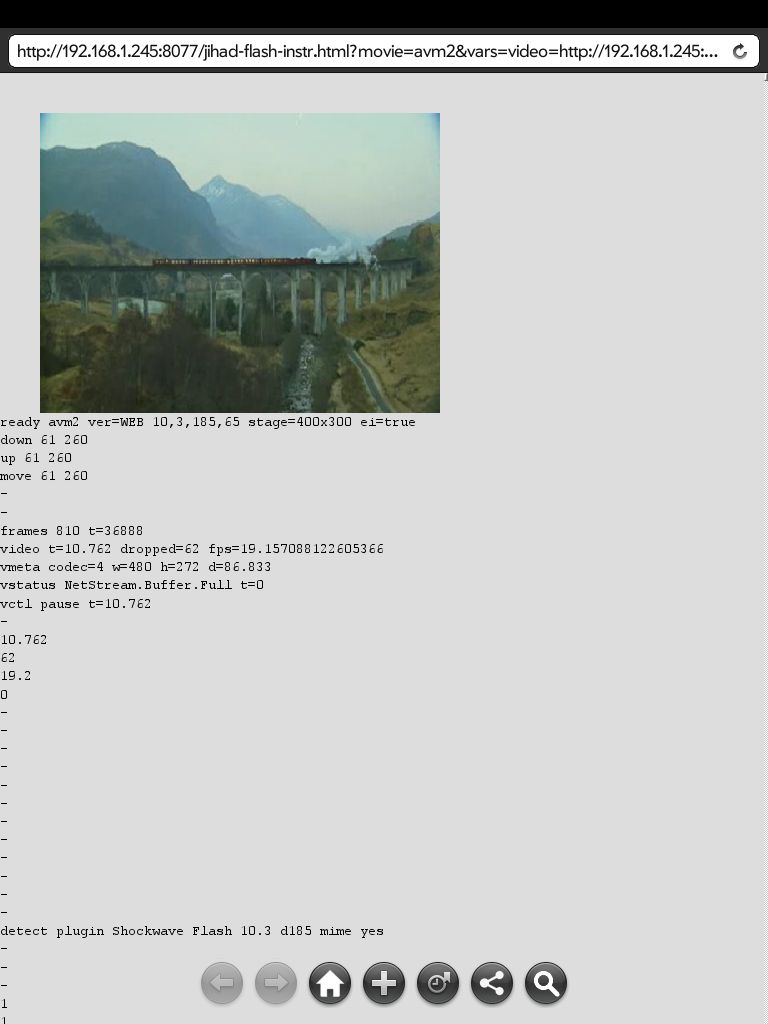 http://192.168.1.245:8077/jihad-flash-instr.html?movie=avm2&vars=video=http://192.168.1.245:...
ready avm2 ver=WEB 10,3,185,65 stage=400x300 ei=true
down 61 260
up 61 260
move 61 260
-
-
frames 810 t=36888
video t=10.762 dropped=62 fps=19.157088122605366
vmeta codec=4 w=480 h=272 d=86.833
vstatus NetStream.Buffer.Full t=0
vctl pause t=10.762
-
10.762
62
19.2
0
-
-
-
-
-
-
-
-
-
-
-
-
detect plugin Shockwave Flash 10.3 d185 mime yes
-
-
-
1
1